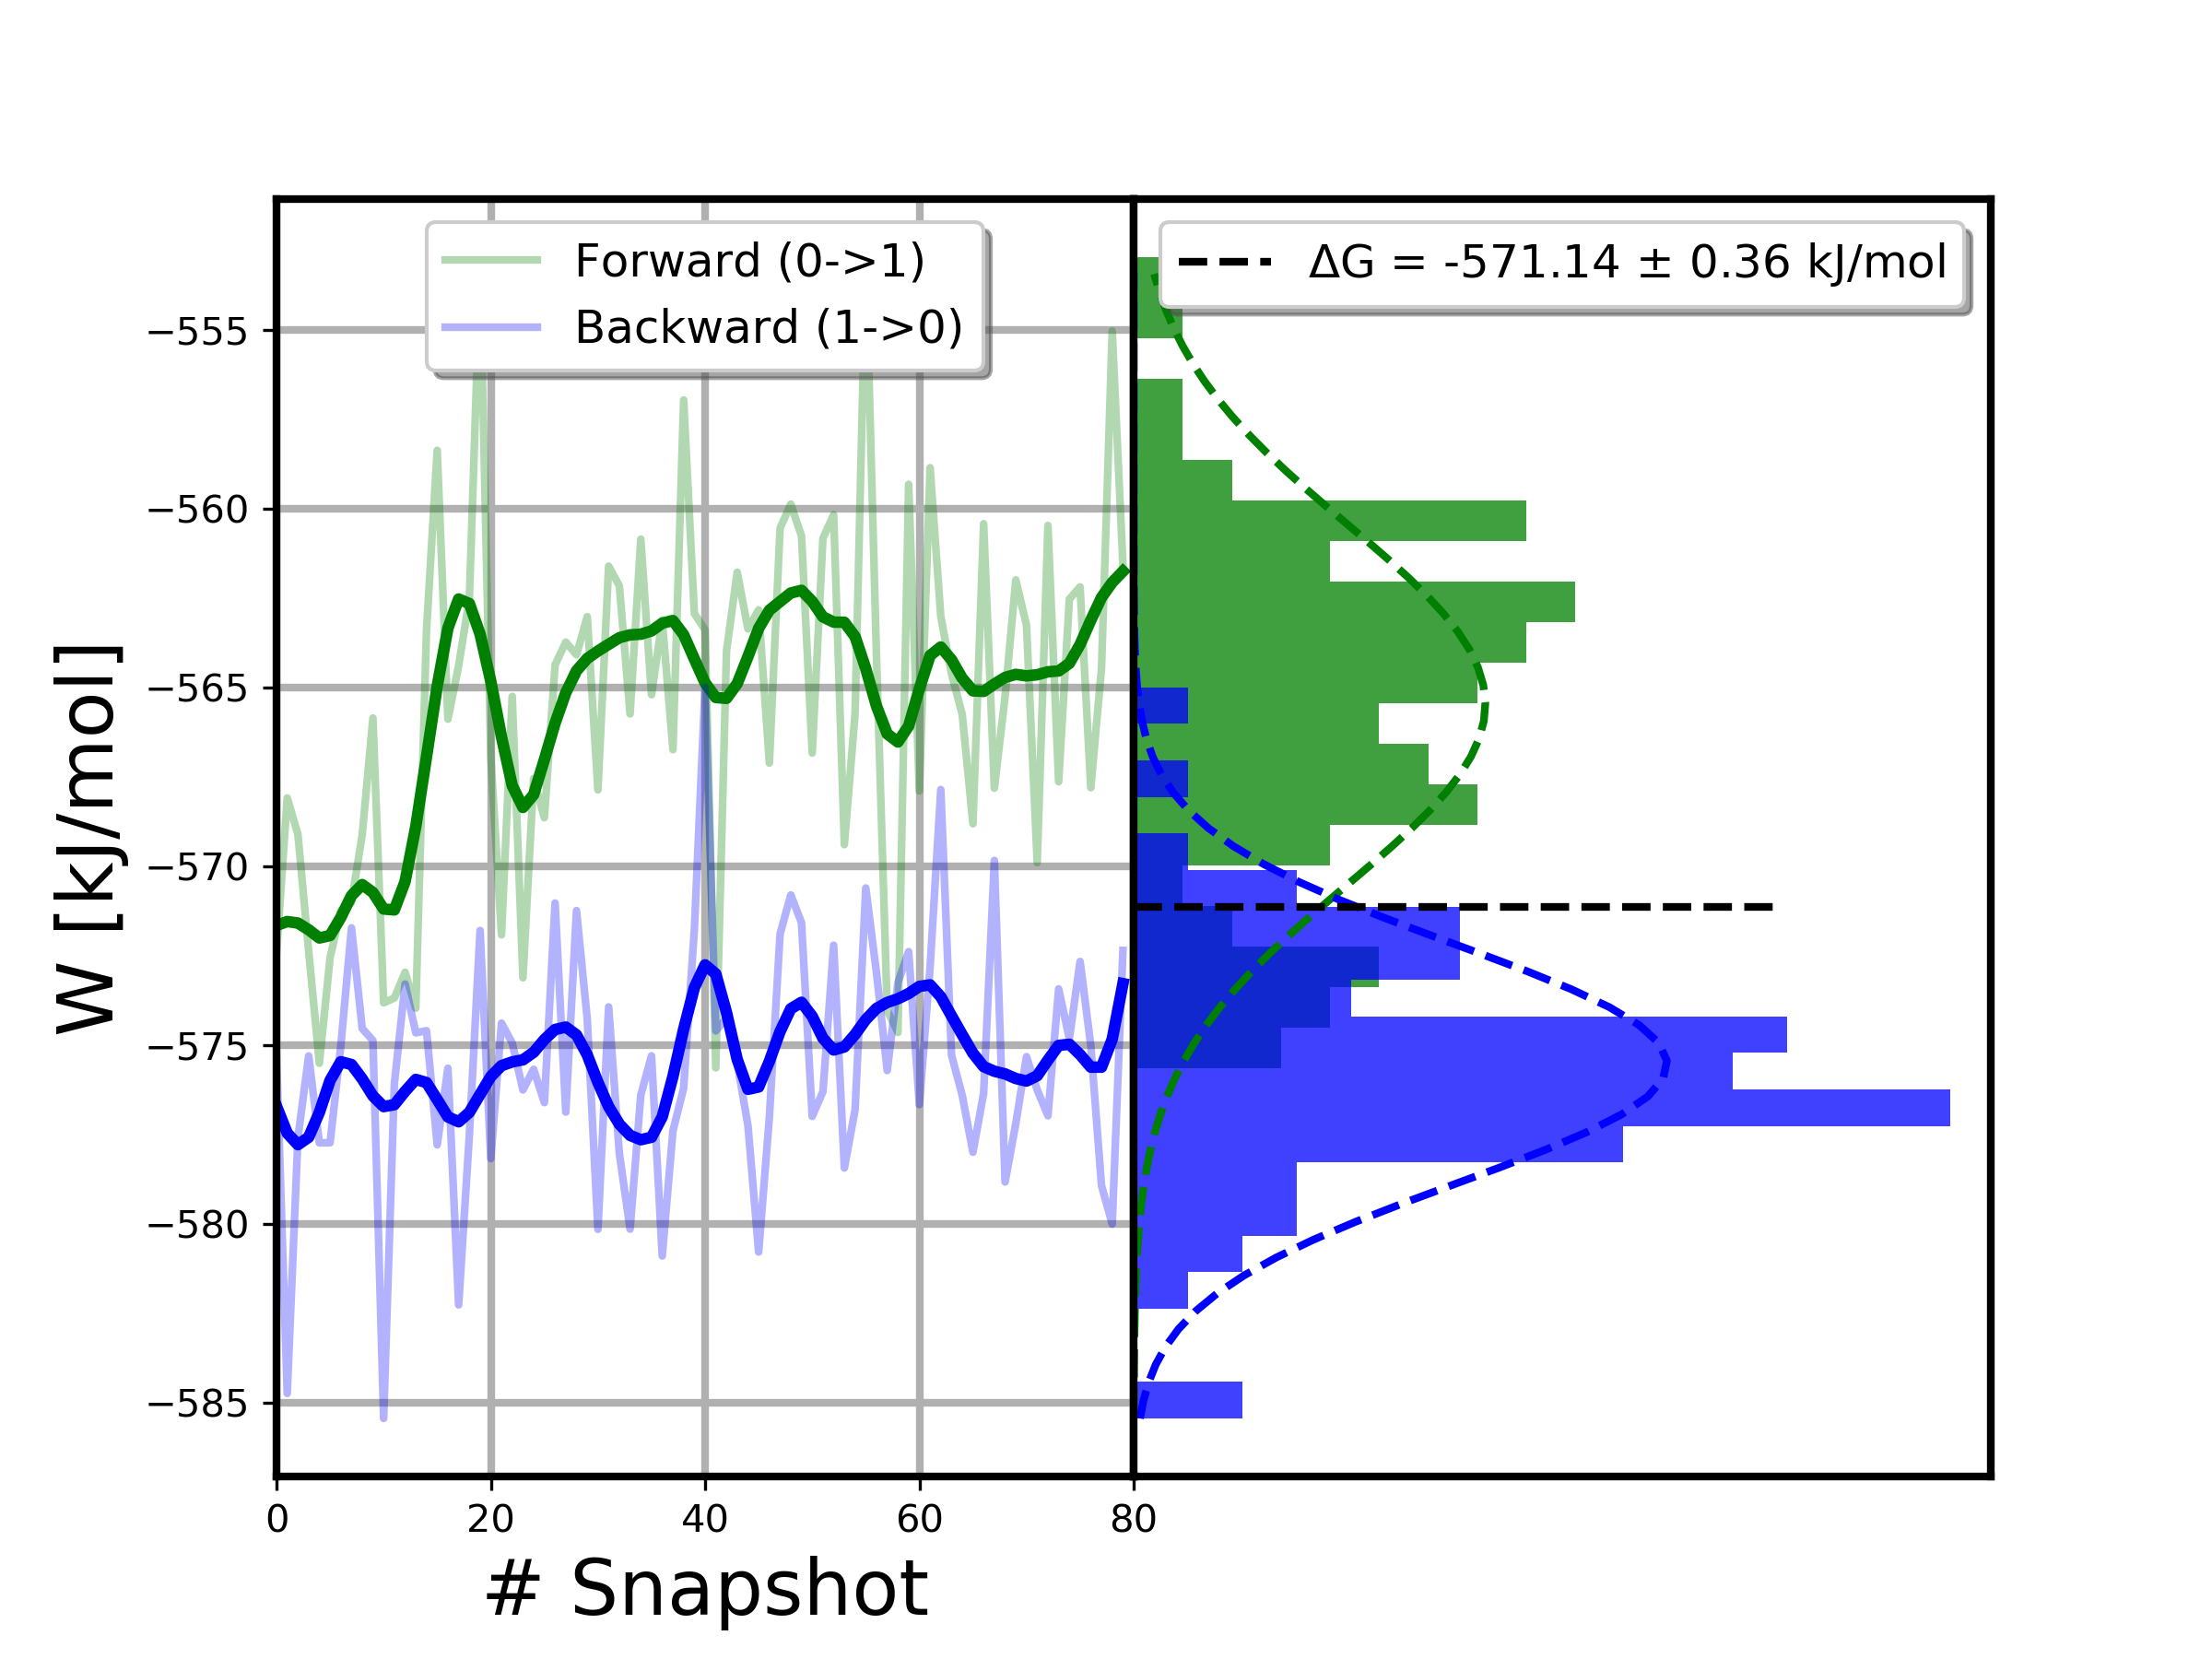 Forward (0->1)
Backward (1->0)
ΔG = -571.14 ± 0.36 kJ/mol
W [kJ/mol]
−555
−560
−565
−570
−575
−580
−585
0 20 40 60 80
# Snapshot